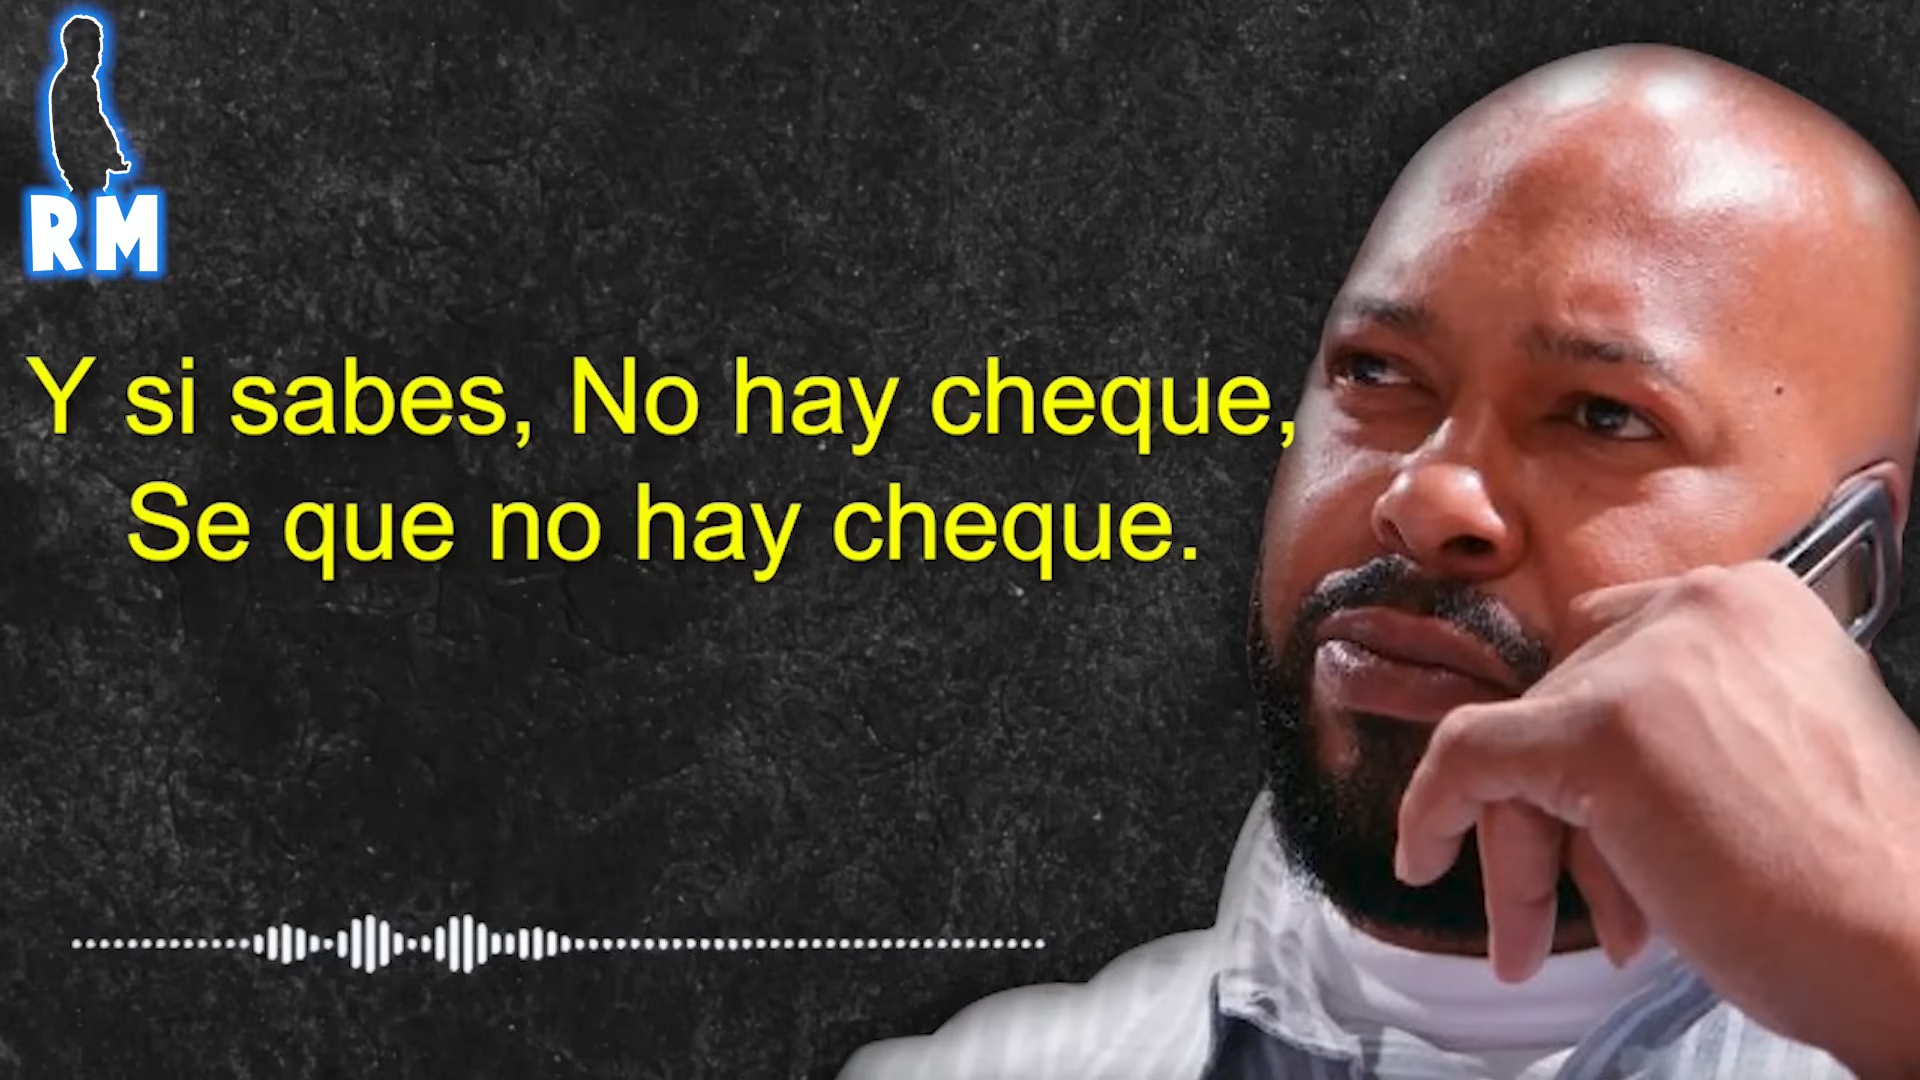 RM
Y si sabes, No hay cheque,
Se que no hay cheque.